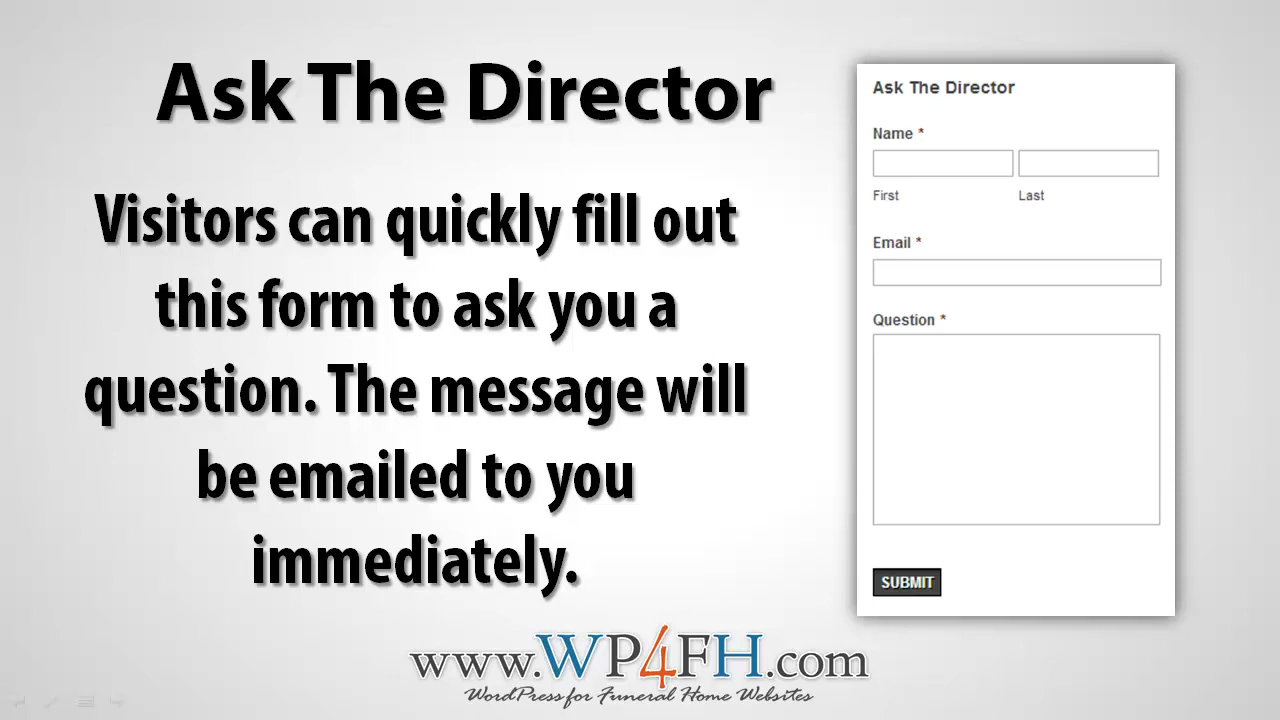 Ask The Director
Visitors can quickly fill out
this form to ask you a
question. The message will
be emailed to you
immediately.
Ask The Director
Name *
First Last
Email *
Question *
SUBMIT
www.WP4FH.com
WordPress for Funeral Home Websites